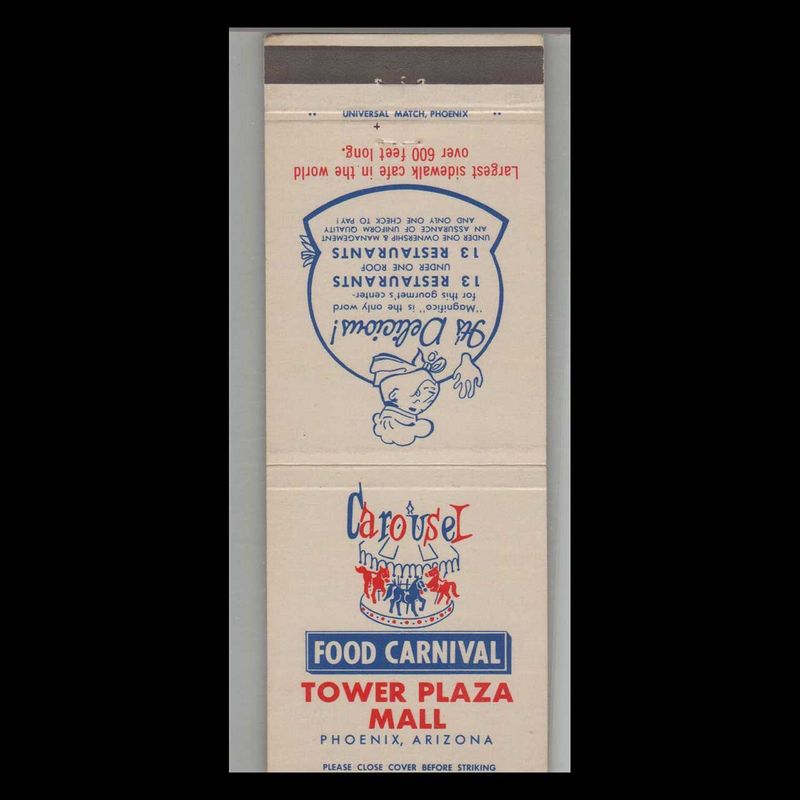 UNIVERSAL MATCH, PHOENIX
Largest sidewalk cafe in the world
over 600 feet long.
It's Delicious!
"Magnifico" is the only word
for this gourmet's center-
13 RESTAURANTS
UNDER ONE ROOF
13 RESTAURANTS
UNDER ONE OWNERSHIP & MANAGEMENT
AN ASSURANCE OF UNIFORM QUALITY
AND ONLY ONE CHECK TO PAY!
Carousel
FOOD CARNIVAL
TOWER PLAZA
MALL
PHOENIX, ARIZONA
PLEASE CLOSE COVER BEFORE STRIKING